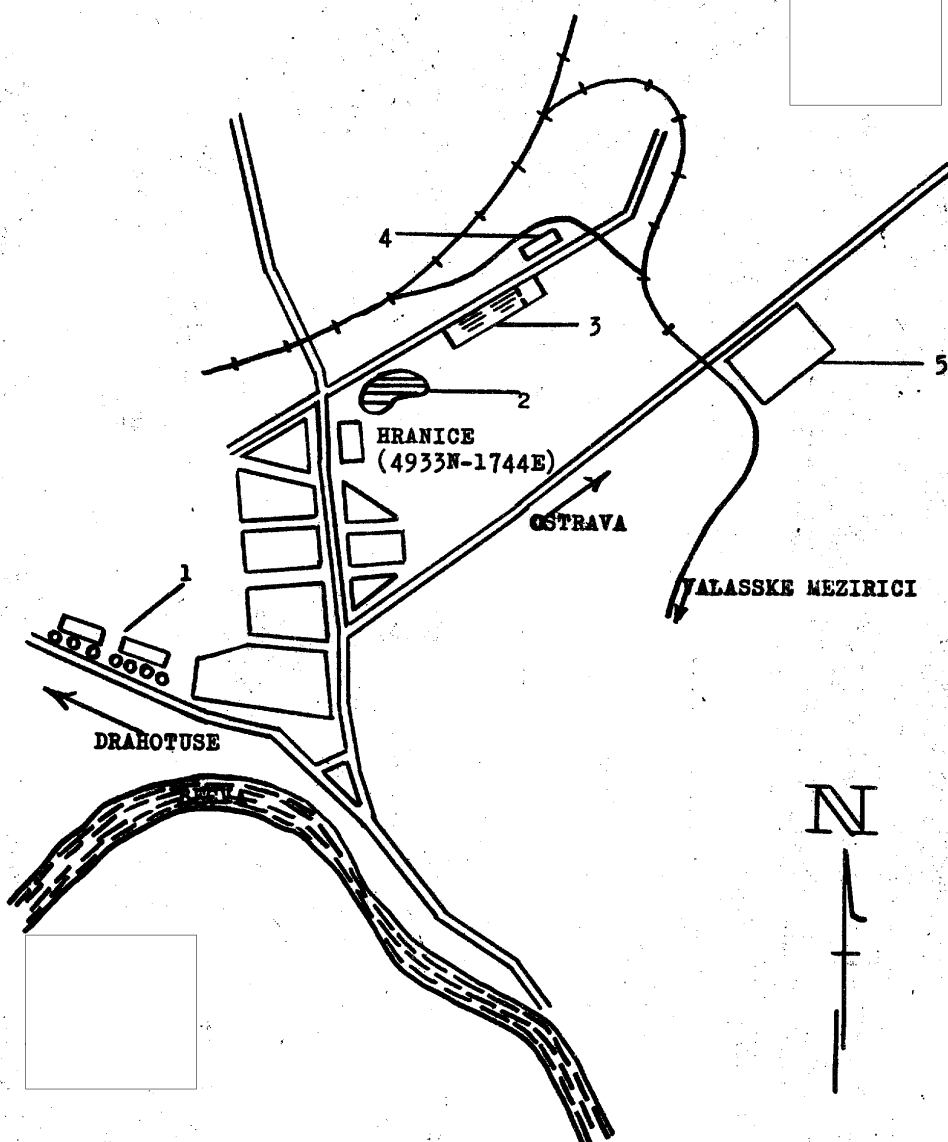 4
3
5
2
HRANICE
(4933N-1744E)
OSTRAVA
1
VALASSKE MEZIRICI
DRAHOTUSE
N